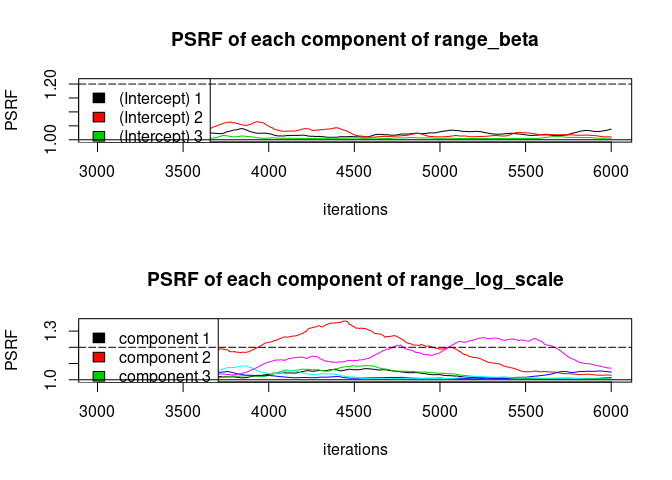 PSRF of each component of range_beta
PSRF
1.00 1.20
(Intercept) 1
(Intercept) 2
(Intercept) 3
3000 3500 4000 4500 5000 5500 6000
iterations
PSRF of each component of range_log_scale
PSRF
1.0 1.3
component 1
component 2
component 3
3000 3500 4000 4500 5000 5500 6000
iterations